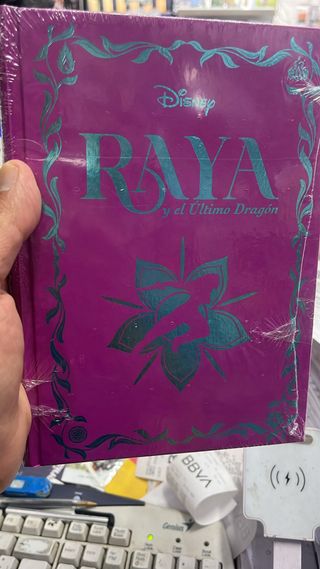 Disney
RAYA
y el Último Dragón
BBVA
Genius